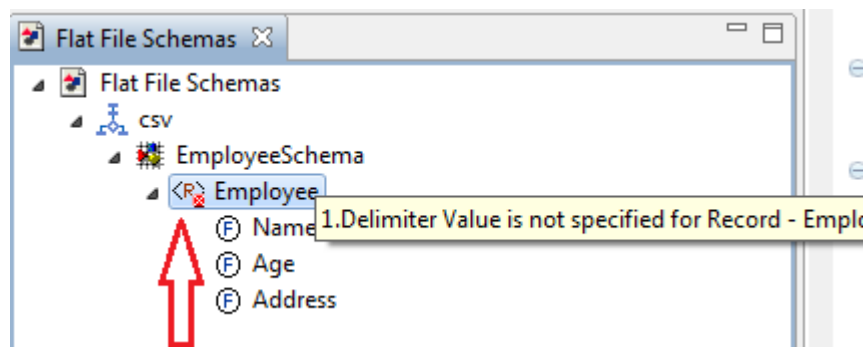 Flat File Schemas
Flat File Schemas
csv
EmployeeSchema
<R> Employee
1.Delimiter Value is not specified for Record -
F Name
F Age
F Address